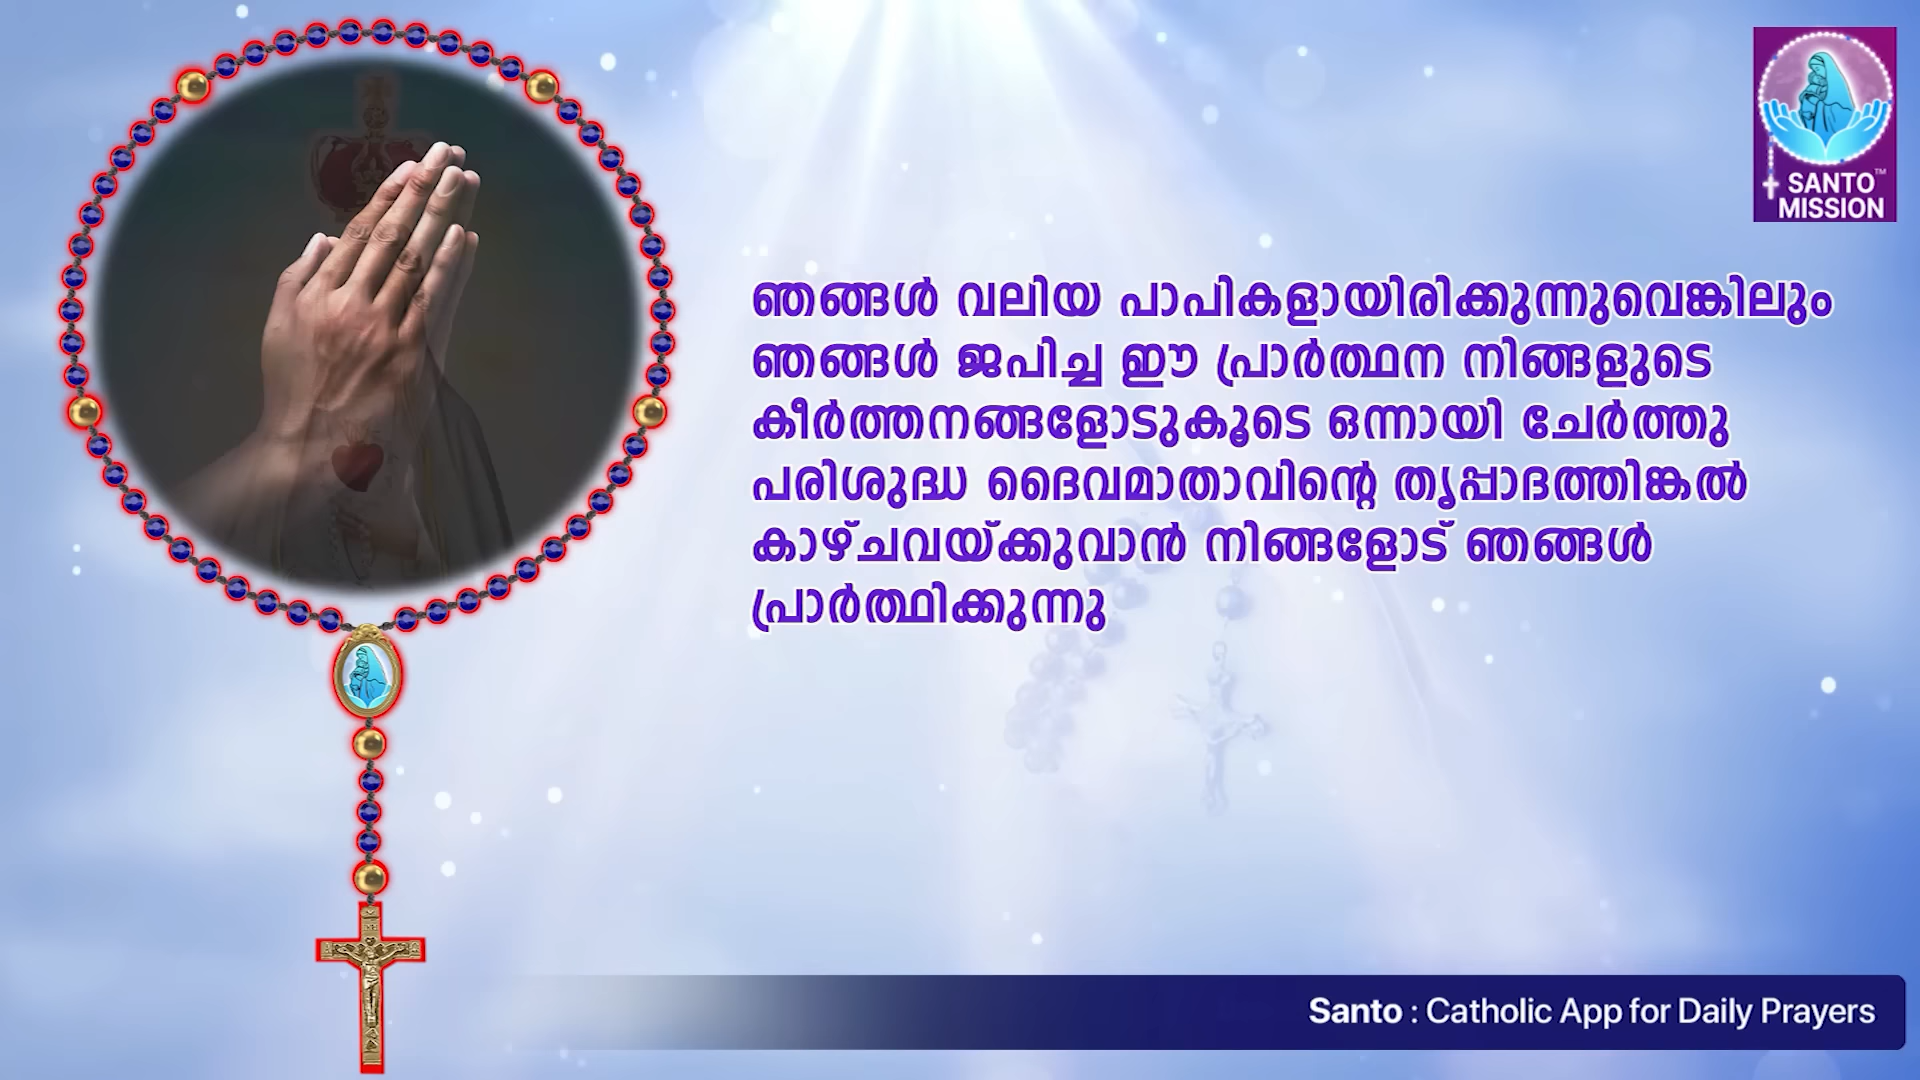 SANTO™
MISSION
ഞങ്ങൾ വലിയ പാപികളായിരിക്കുന്നുവെങ്കിലും
ഞങ്ങൾ ജപിച്ച ഈ പ്രാർത്ഥന നിങ്ങളുടെ
കീർത്തനങ്ങളോടുകൂടെ ഒന്നായി ചേർത്തു
പരിശുദ്ധ ദൈവമാതാവിന്റെ തൃപ്പാദത്തിങ്കൽ
കാഴ്ചവയ്ക്കുവാൻ നിങ്ങളോട് ഞങ്ങൾ
പ്രാർത്ഥിക്കുന്നു
Santo : Catholic App for Daily Prayers